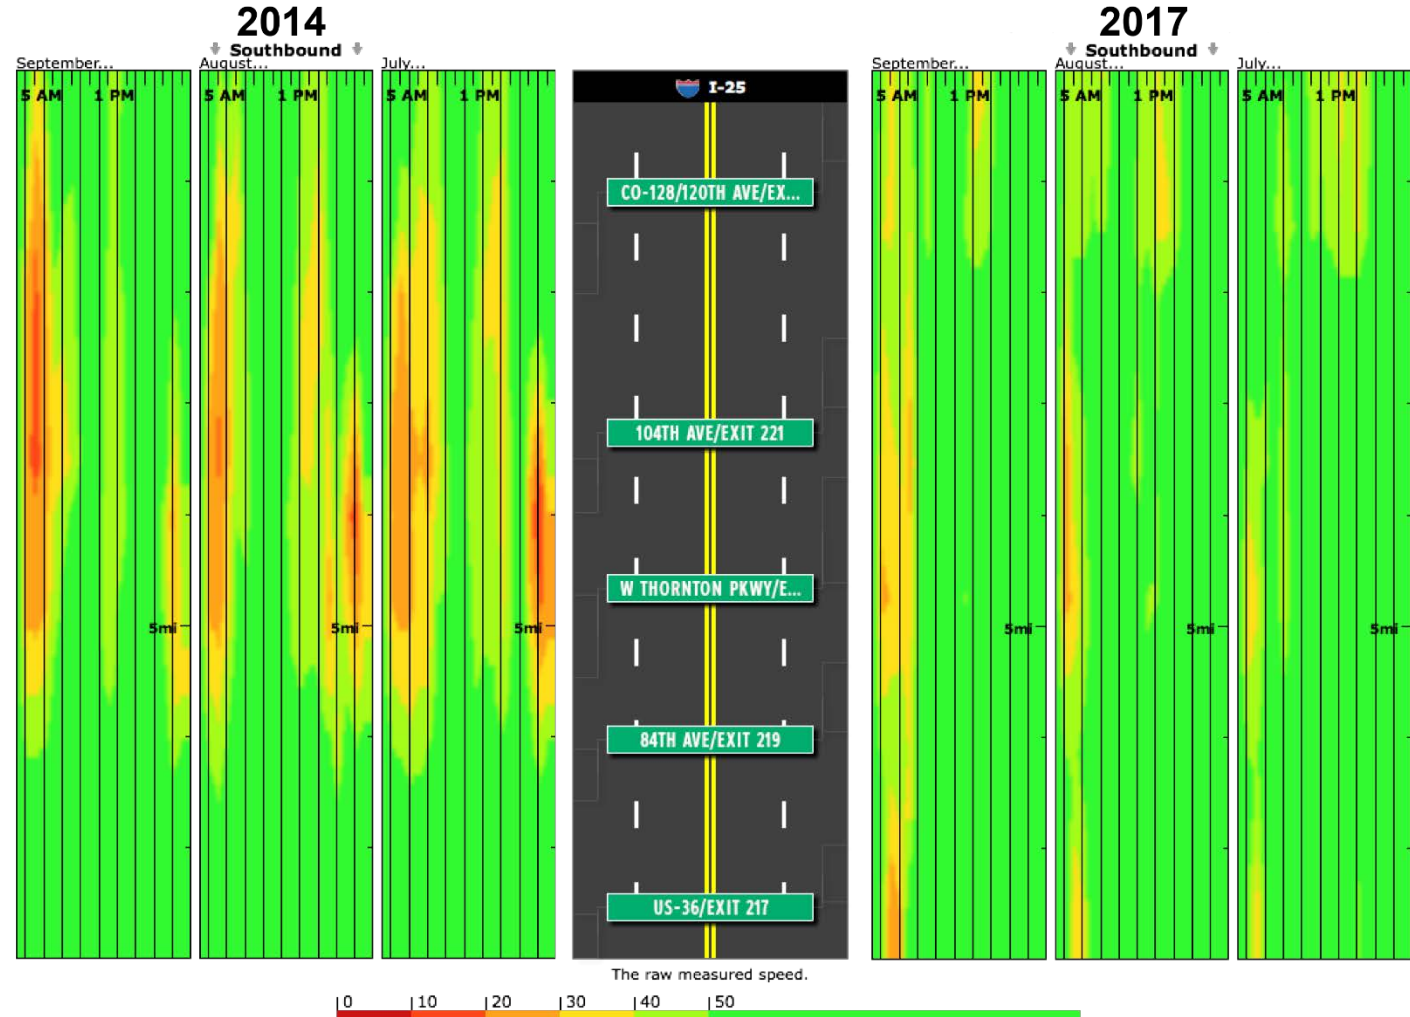 2014
2017
Southbound
Southbound
September...
August...
July...
September...
August...
July...
5 AM 1 PM
5 AM 1 PM
5 AM 1 PM
I-25
5 AM 1 PM
5 AM 1 PM
5 AM 1 PM
CO-128/120TH AVE/EX...
104TH AVE/EXIT 221
W THORNTON PKWY/E...
5mi
5mi
5mi
5mi
5mi
5mi
84TH AVE/EXIT 219
US-36/EXIT 217
The raw measured speed.
0 10 20 30 40 50